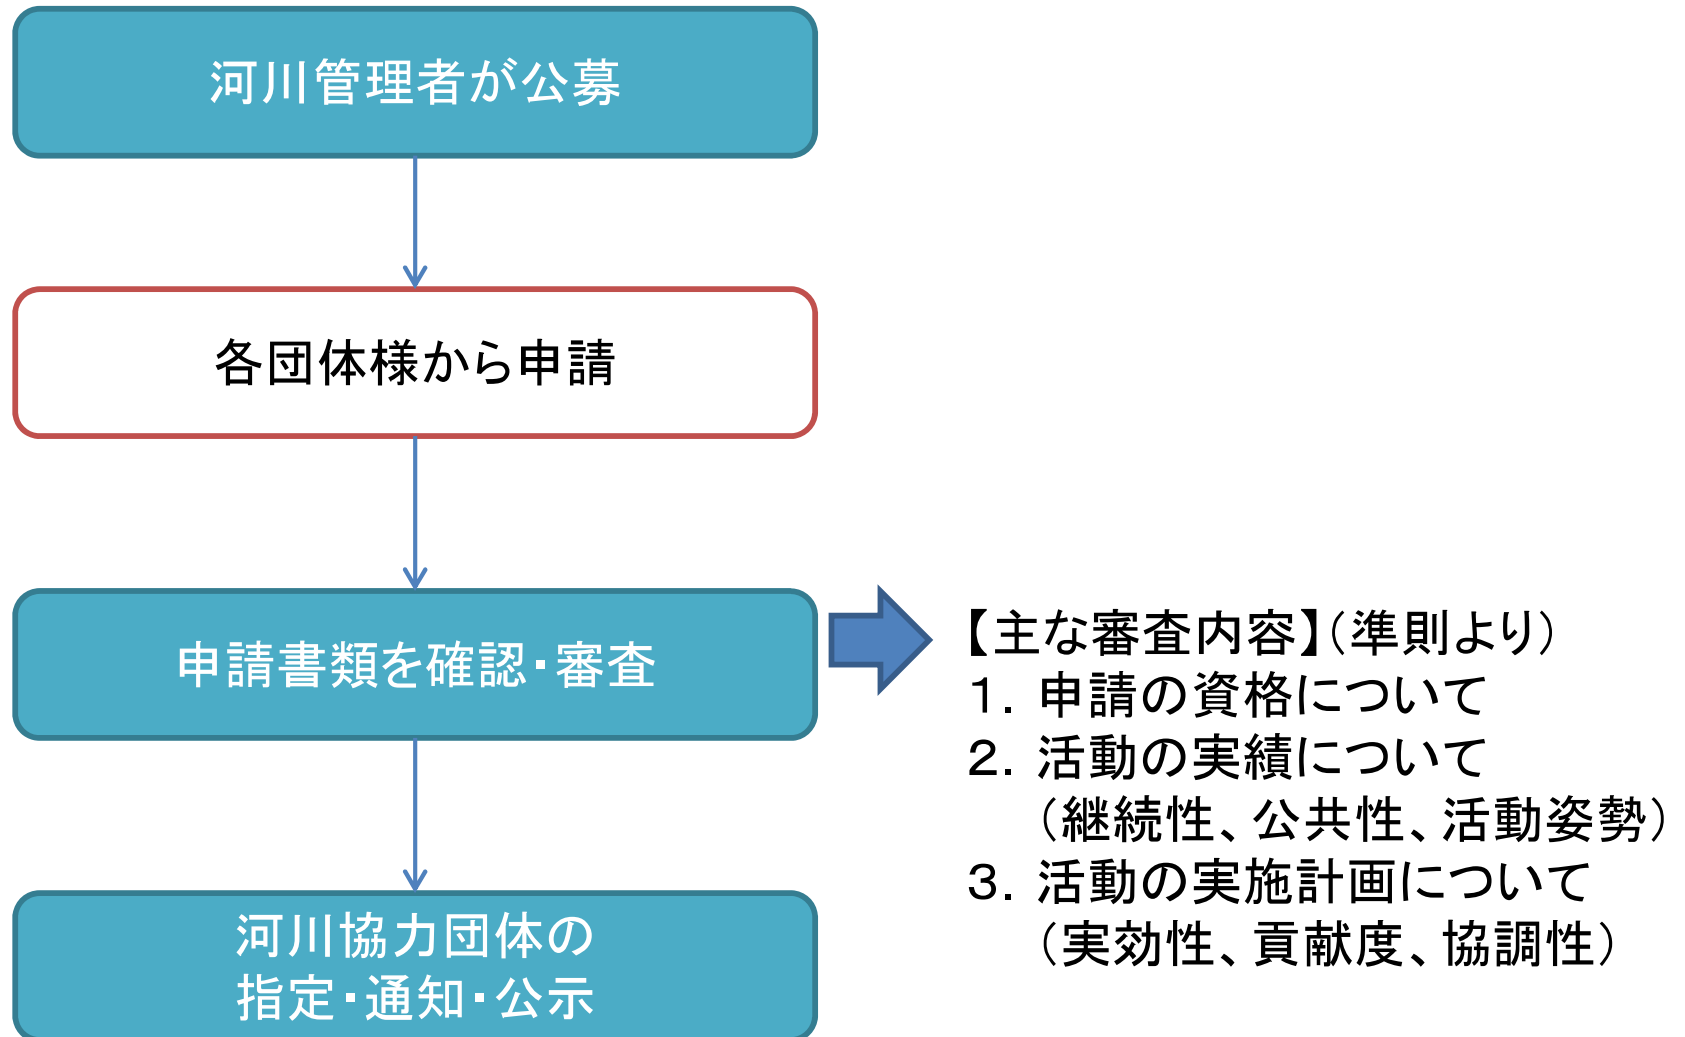 河川管理者が公募
各団体様から申請
申請書類を確認・審査
【主な審査内容】（準則より）
１．申請の資格について
２．活動の実績について
（継続性、公共性、活動姿勢）
３．活動の実施計画について
（実効性、貢献度、協調性）
河川協力団体の
指定・通知・公示